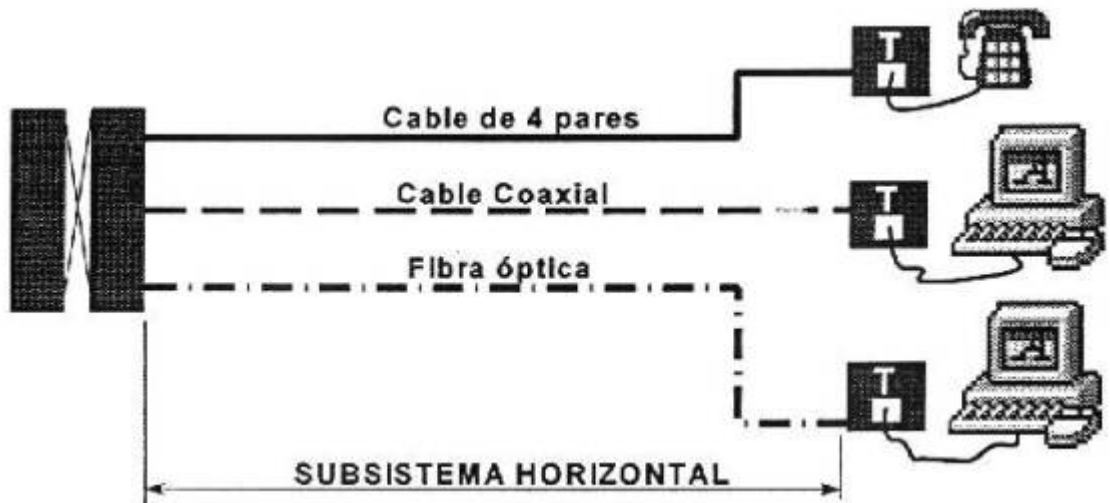 T
Cable de 4 pares
Cable Coaxial
T
Fibra óptica
T
SUBSISTEMA HORIZONTAL